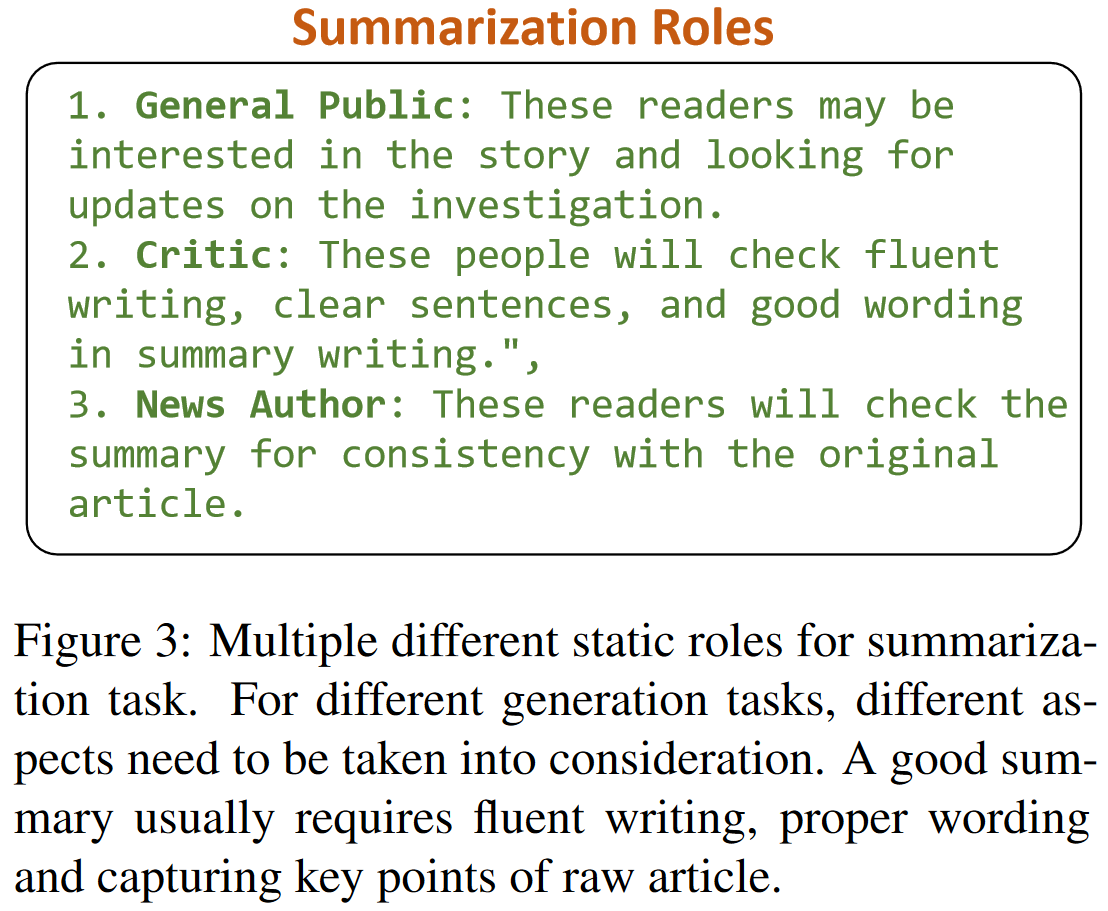 Summarization Roles
1. General Public: These readers may be
interested in the story and looking for
updates on the investigation.
2. Critic: These people will check fluent
writing, clear sentences, and good wording
in summary writing.",
3. News Author: These readers will check the
summary for consistency with the original
article.
Figure 3: Multiple different static roles for summariza-
tion task. For different generation tasks, different as-
pects need to be taken into consideration. A good sum-
mary usually requires fluent writing, proper wording
and capturing key points of raw article.